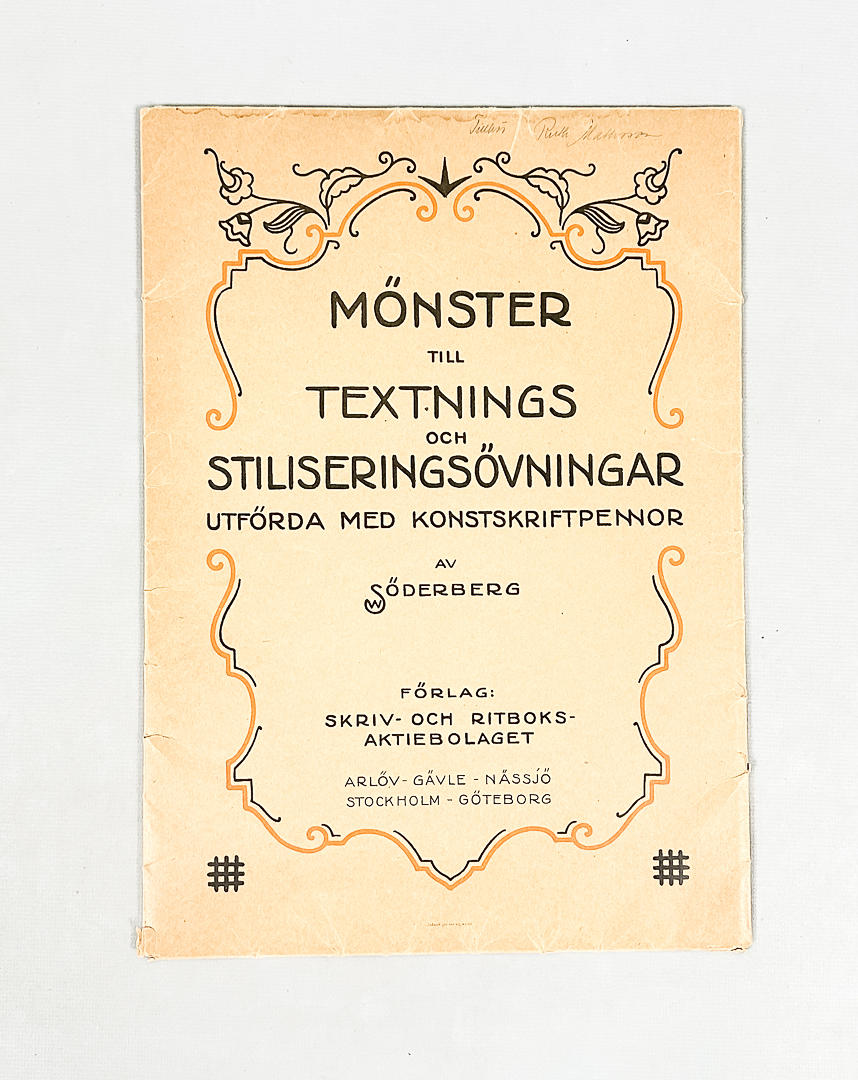 Ruth
MÖNSTER
TILL
TEXTNINGS
OCH
STILISERINGSÖVNINGAR
UTFÖRDA MED KONSTSKRIFTPENNOR
AV
W SÖDERBERG
FÖRLAG:
SKRIV- OCH RITBOKS-
AKTIEBOLAGET
ARLÖV - GÄVLE - NÄSSJÖ
STOCKHOLM - GÖTEBORG